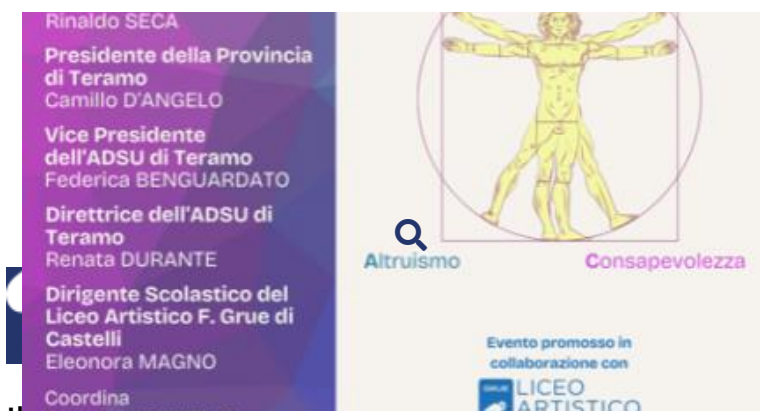 Rinaldo SECA
Presidente della Provincia
di Teramo
Camillo D'ANGELO
Vice Presidente
dell'ADSU di Teramo
Federica BENGUARDATO
Direttrice dell'ADSU di
Teramo
Renata DURANTE
Dirigente Scolastico del
Liceo Artistico F. Grue di
Castelli
Eleonora MAGNO
Coordina
Altruismo
Consapevolezza
Evento promosso in
collaborazione con
GRUE
LICEO
ARTISTICO